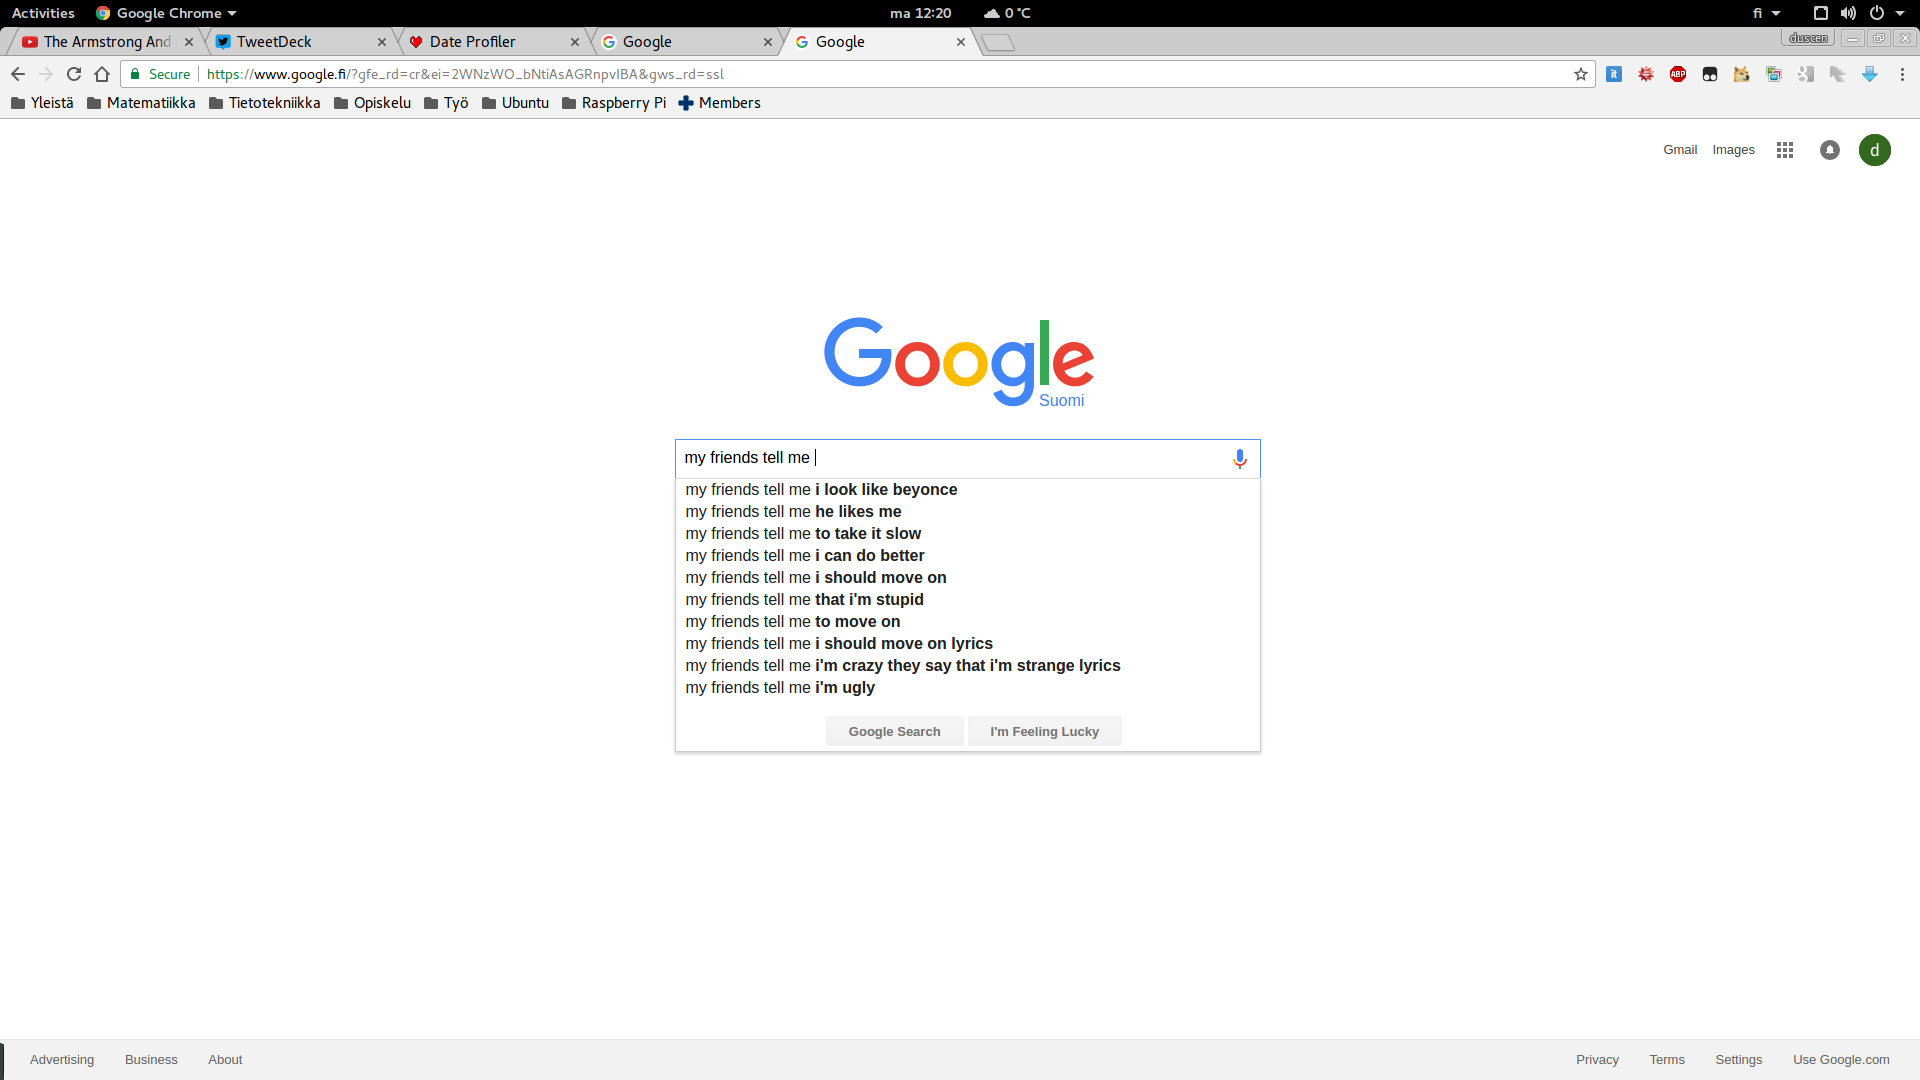 Activities Google Chrome ma 12:20 0 °C fi
The Armstrong And TweetDeck Date Profiler Google Google duscen
Secure https://www.google.fi/?gfe_rd=cr&ei=2WNzWO_bNtiAsAGRnpvIBA&gws_rd=ssl it ABP
Yleistä Matematiikka Tietotekniikka Opiskelu Työ Ubuntu Raspberry Pi Members
Gmail Images d
Google
Suomi
my friends tell me
my friends tell me i look like beyonce
my friends tell me he likes me
my friends tell me to take it slow
my friends tell me i can do better
my friends tell me i should move on
my friends tell me that i'm stupid
my friends tell me to move on
my friends tell me i should move on lyrics
my friends tell me i'm crazy they say that i'm strange lyrics
my friends tell me i'm ugly
Google Search I'm Feeling Lucky
Advertising Business About Privacy Terms Settings Use Google.com